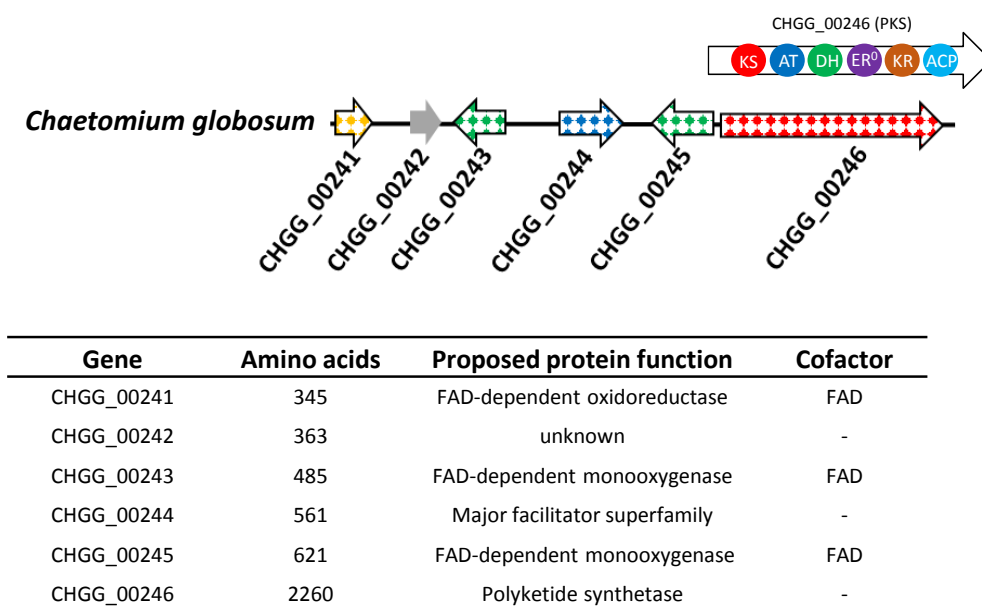 CHGG_00246 (PKS)
KS AT DH ER⁰ KR ACP
Chaetomium globosum
CHGG_00241
CHGG_00242
CHGG_00243
CHGG_00244
CHGG_00245
CHGG_00246
Gene Amino acids Proposed protein function Cofactor
CHGG_00241 345 FAD-dependent oxidoreductase FAD
CHGG_00242 363 unknown -
CHGG_00243 485 FAD-dependent monooxygenase FAD
CHGG_00244 561 Major facilitator superfamily -
CHGG_00245 621 FAD-dependent monooxygenase FAD
CHGG_00246 2260 Polyketide synthetase -